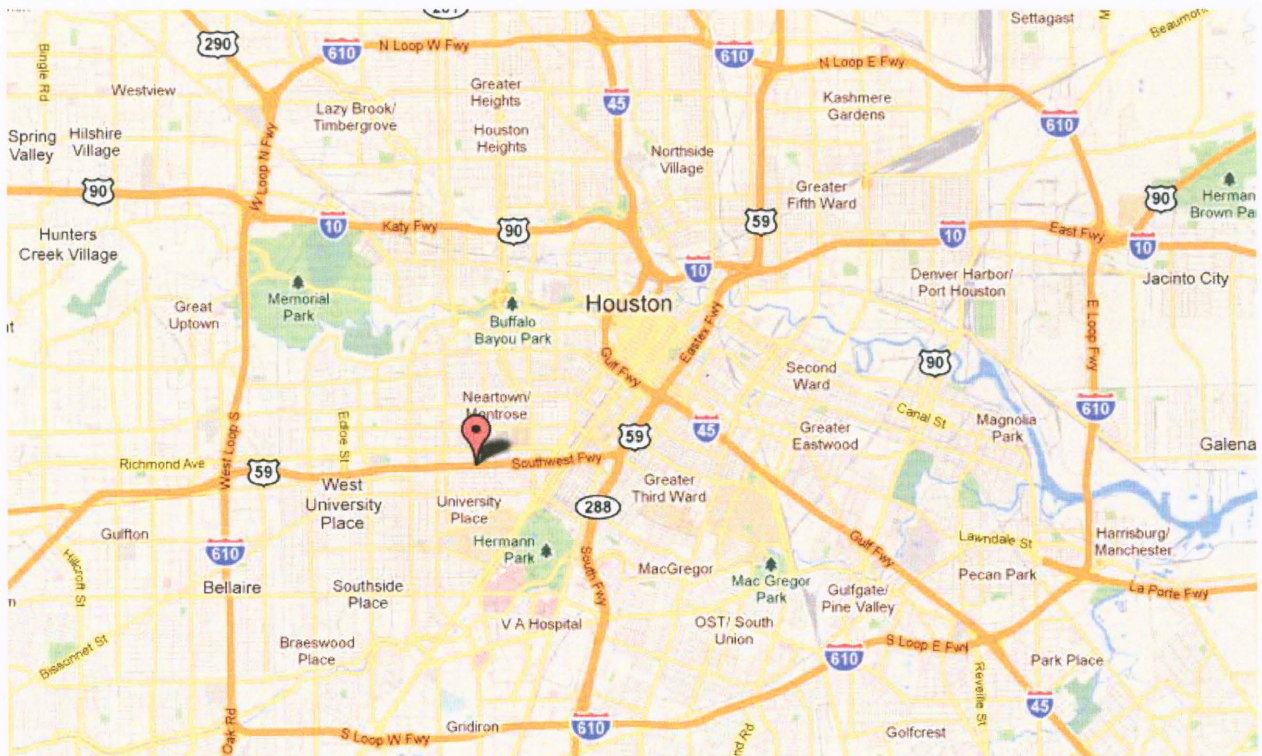 Settagast
Beaumont
290
610
N Loop W Fwy
610
N Loop E Fwy
Bingle Rd
Westview
Greater
Heights
Lazy Brook/
Timbergrove
45
59
Kashmere
Gardens
610
Spring
Valley
Hilshire
Village
Houston
Heights
Northside
Village
W Loop N Fwy
90
Greater
Fifth Ward
90
Herman
Brown Par
10
Katy Fwy
90
59
10
East Fwy
10
Hunters
Creek Village
10
Denver Harbor/
Port Houston
Jacinto City
Great
Uptown
Memorial
Park
Houston
Buffalo
Bayou Park
Eastex Fwy
E Loop Fwy
Gulf Fwy
Second
Ward
90
Neartown/
Montrose
Canal St
Magnolia
Park
610
West Loop S
Edloe St
59
45
Greater
Eastwood
Galena
Richmond Ave
59
Southwest Fwy
West
University
Place
University
Place
Greater
Third Ward
288
Gulfton
Hermann
Park
Gulf Fwy
Lawndale St
Harrisburg/
Manchester
610
Hillcroft St
Bellaire
Southside
Place
South Fwy
MacGregor
Mac Gregor
Park
Pecan Park
Gulfgate/
Pine Valley
La Porte Fwy
V A Hospital
OST/ South
Union
Bissonnet St
Braeswood
Place
610
S Loop E Fwy
Park Place
Reveille St
45
Oak Rd
S Loop W Fwy
Gridiron
610
nd Rd
Golfcrest